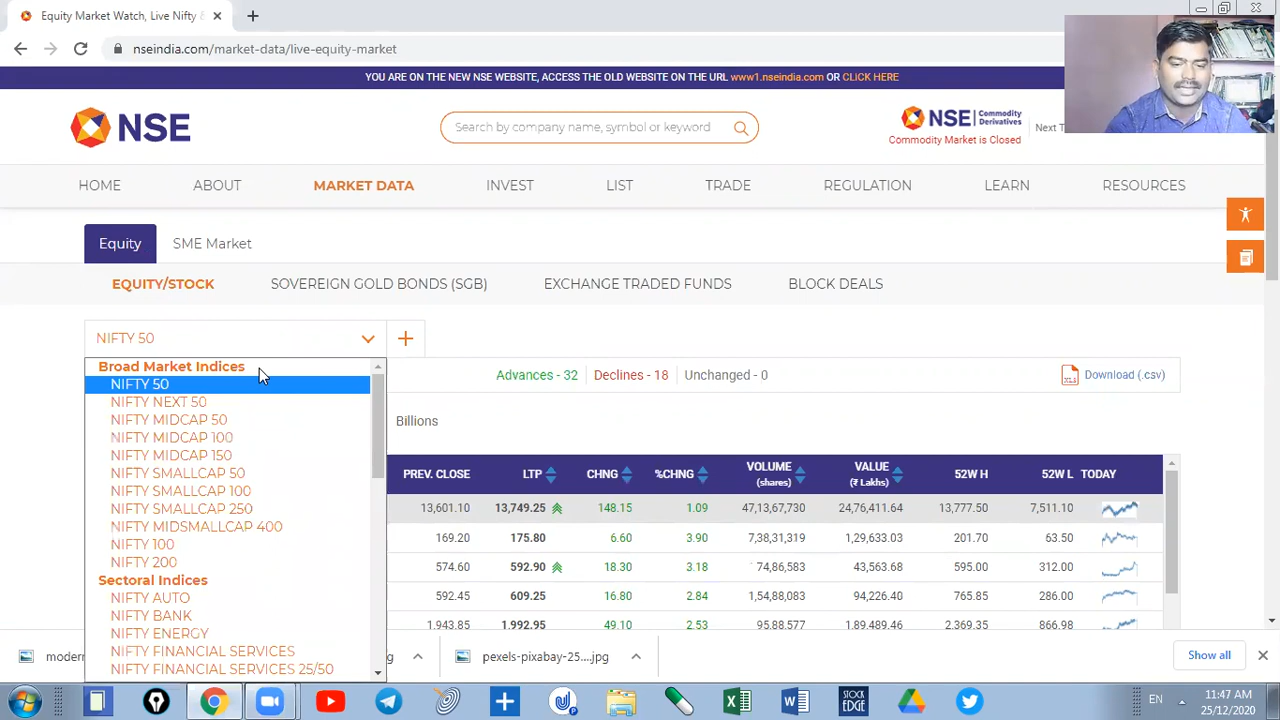 Equity Market Watch, Live Nifty
nseindia.com/market-data/live-equity-market
YOU ARE ON THE NEW NSE WEBSITE, ACCESS THE OLD WEBSITE ON THE URL www1.nseindia.com OR CLICK HERE
NSE
Search by company name, symbol or keyword
NSE Commodity Derivatives
Commodity Market is Closed
Next T
HOME ABOUT MARKET DATA INVEST LIST TRADE REGULATION LEARN RESOURCES
Equity SME Market
EQUITY/STOCK SOVEREIGN GOLD BONDS (SGB) EXCHANGE TRADED FUNDS BLOCK DEALS
NIFTY 50
Broad Market Indices
NIFTY 50
NIFTY NEXT 50
NIFTY MIDCAP 50
NIFTY MIDCAP 100
NIFTY MIDCAP 150
NIFTY SMALLCAP 50
NIFTY SMALLCAP 100
NIFTY SMALLCAP 250
NIFTY MIDSMALLCAP 400
NIFTY 100
NIFTY 200
Sectoral Indices
NIFTY AUTO
NIFTY BANK
NIFTY ENERGY
NIFTY FINANCIAL SERVICES
NIFTY FINANCIAL SERVICES 25/50
Advances - 32 Declines - 18 Unchanged - 0
XLS Download (.csv)
Billions
PREV. CLOSE LTP CHNG %CHNG VOLUME (shares) VALUE (₹ Lakhs) 52W H 52W L TODAY
13,601.10 13,749.25 148.15 1.09 47,13,67,730 24,76,411.64 13,777.50 7,511.10
169.20 175.80 6.60 3.90 7,38,31,319 1,29,633.03 201.70 63.50
574.60 592.90 18.30 3.18 74,86,583 43,563.68 595.00 312.00
592.45 609.25 16.80 2.84 1,54,88,083 94,226.40 765.85 286.00
1,943.85 1,992.95 49.10 2.53 95,88,577 1,89,489.46 2,369.35 866.98
modern
g
pexels-pixabay-25....jpg
Show all
STOCK EDGE
EN
11:47 AM
25/12/2020